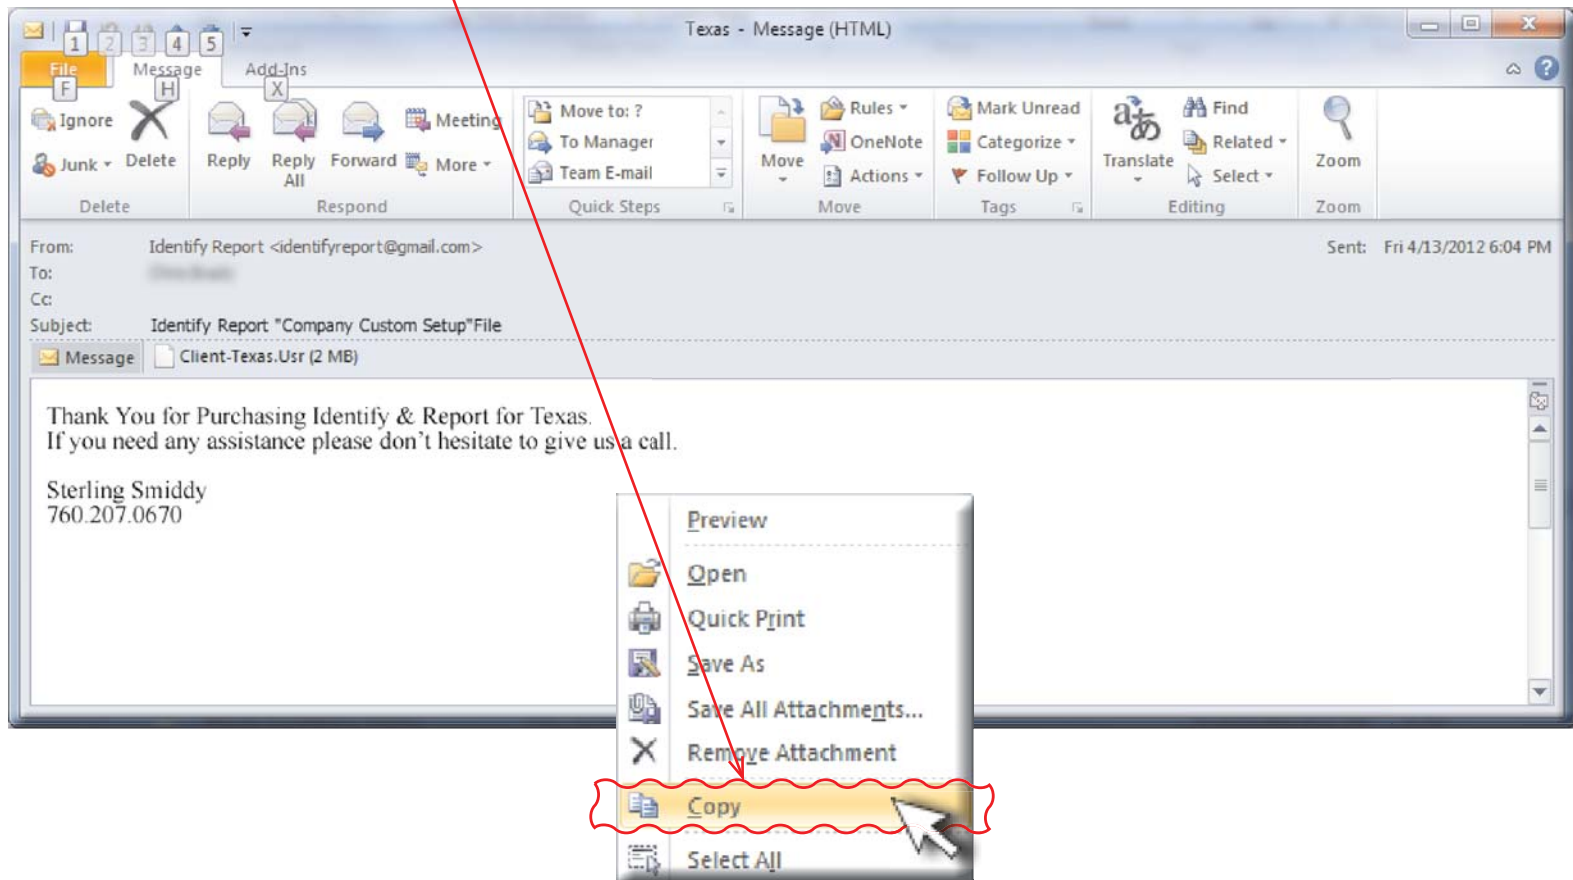 Texas - Message (HTML)
1 2 3 4 5
File Message Add-Ins
F H X
Ignore
Junk
Delete
Reply
Reply All
Forward
Meeting
More
Move to: ?
To Manager
Team E-mail
Move
Rules
OneNote
Actions
Mark Unread
Categorize
Follow Up
Translate
Find
Related
Select
Zoom
Delete Respond Quick Steps Move Tags Editing Zoom
From: Identify Report <identifyreport@gmail.com> Sent: Fri 4/13/2012 6:04 PM
To:
Cc:
Subject: Identify Report "Company Custom Setup"File
Message Client-Texas.Usr (2 MB)
Thank You for Purchasing Identify & Report for Texas.
If you need any assistance please don't hesitate to give us a call.
Sterling Smiddy
760.207.0670
Preview
Open
Quick Print
Save As
Save All Attachments...
Remove Attachment
Copy
Select All